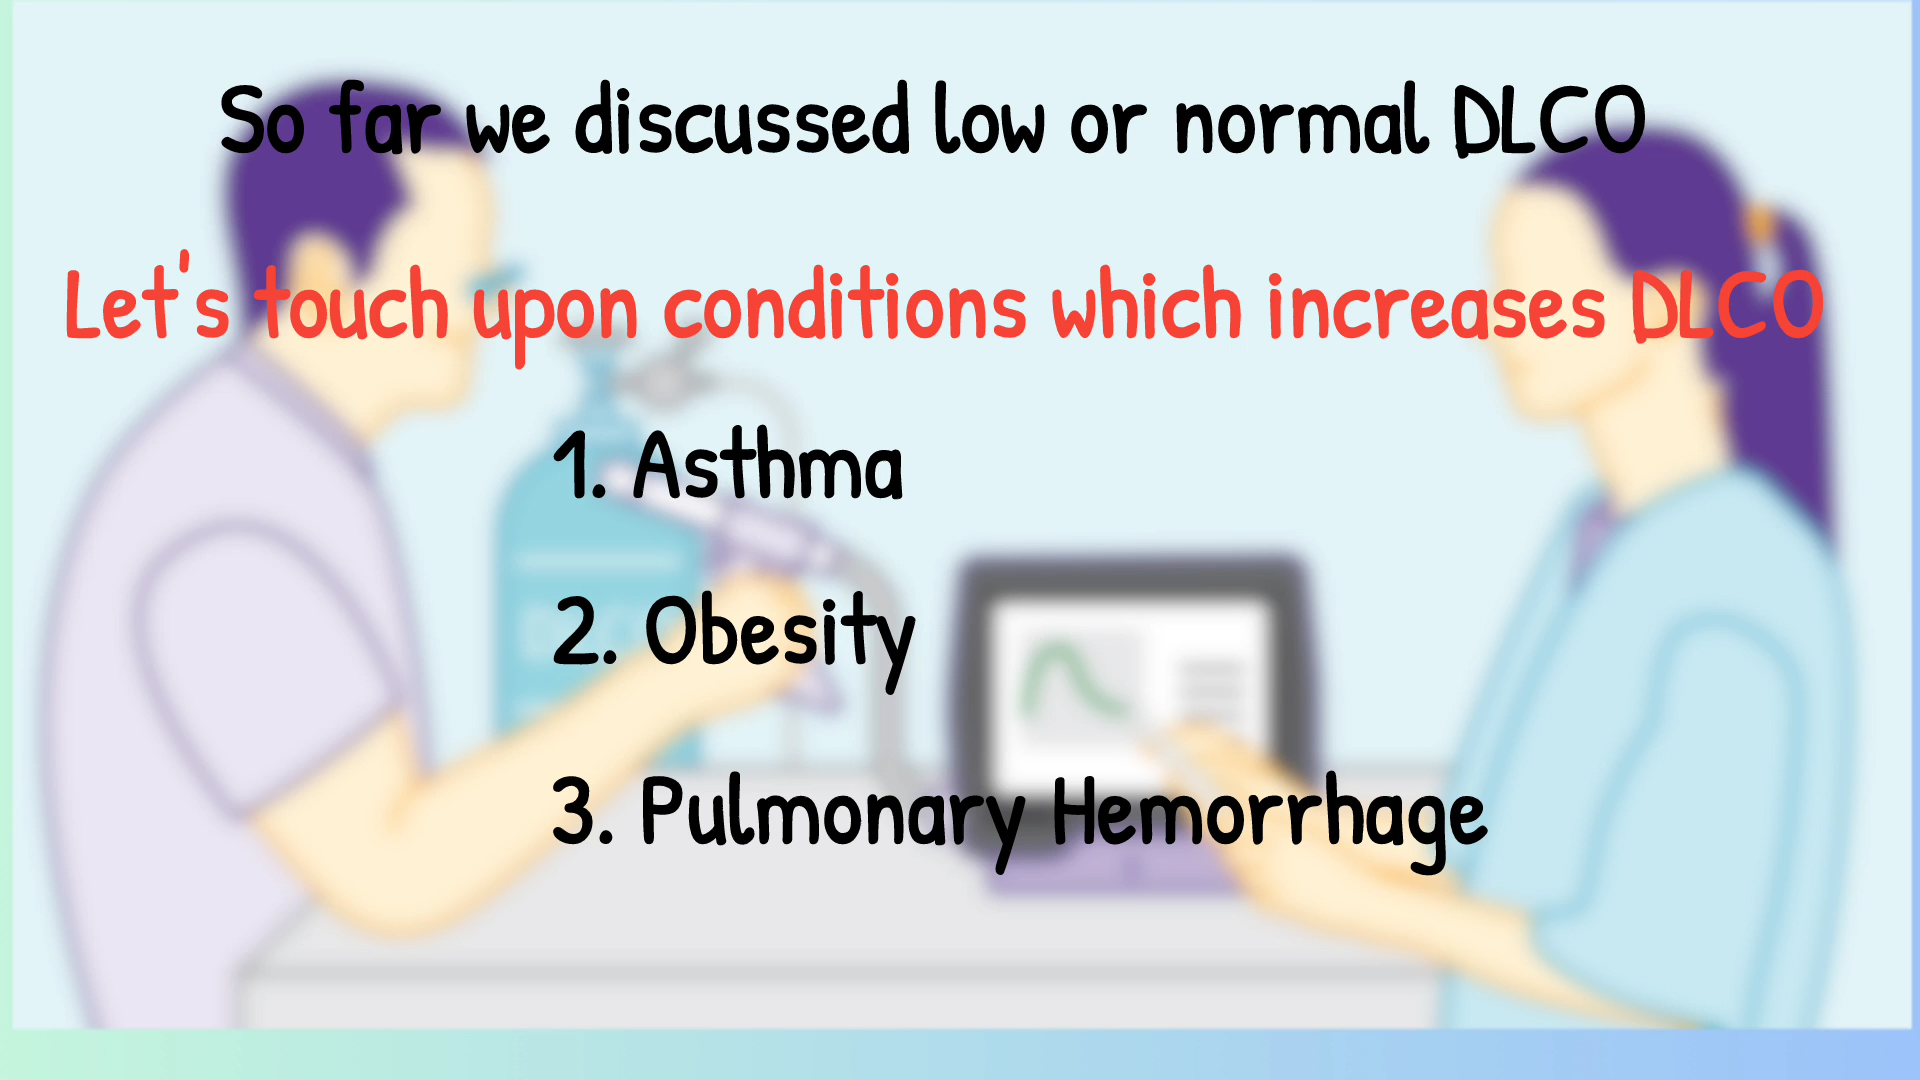 So far we discussed low or normal DLCO
Let's touch upon conditions which increases DLCO
1. Asthma
2. Obesity
3. Pulmonary Hemorrhage